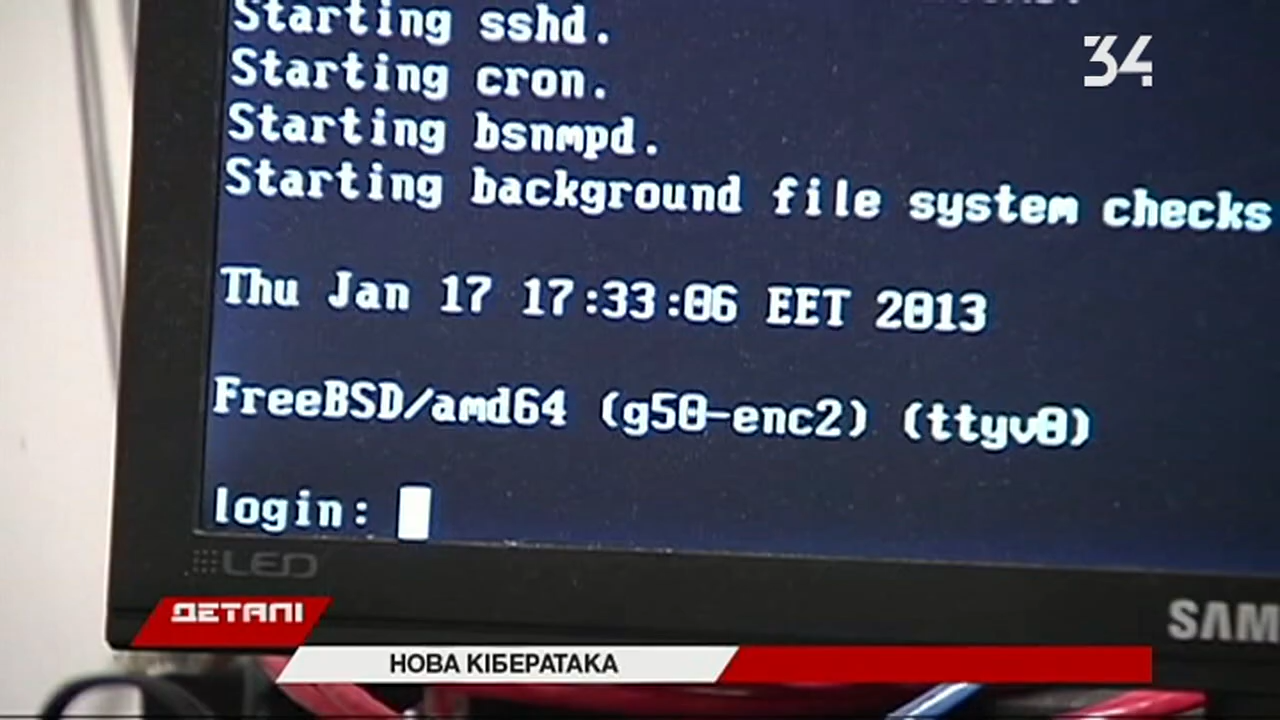 Starting sshd.
34
Starting cron.
Starting bsnmpd.
Starting background file system checks
Thu Jan 17 17:33:06 EET 2013
FreeBSD/amd64 (g50-enc2) (ttyv0)
login:
LED
SAM
ДЕТАЛІ
НОВА КІБЕРАТАКА